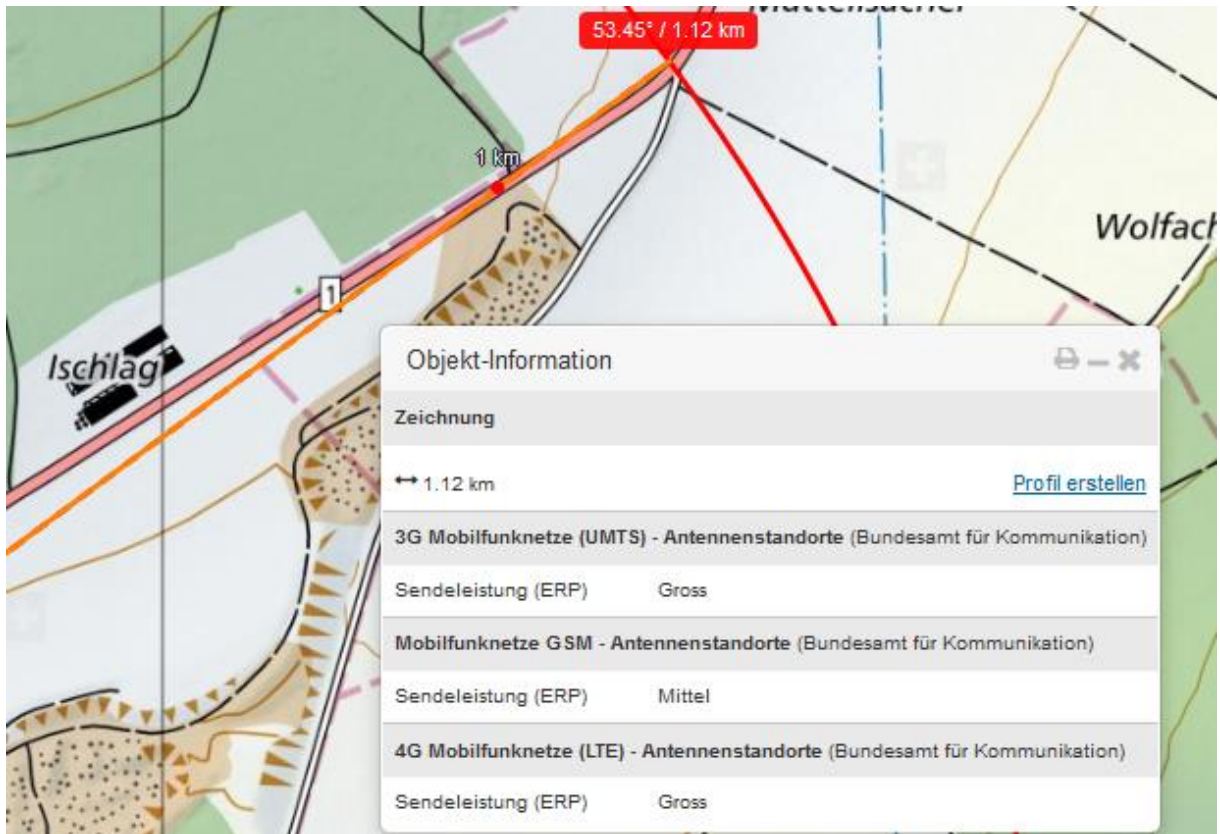 53.45° / 1.12 km
1 km
Wolfach
1
Ischlag
Objekt-Information
Zeichnung
↔ 1.12 km Profil erstellen
3G Mobilfunknetze (UMTS) - Antennenstandorte (Bundesamt für Kommunikation)
Sendeleistung (ERP) Gross
Mobilfunknetze GSM - Antennenstandorte (Bundesamt für Kommunikation)
Sendeleistung (ERP) Mittel
4G Mobilfunknetze (LTE) - Antennenstandorte (Bundesamt für Kommunikation)
Sendeleistung (ERP) Gross